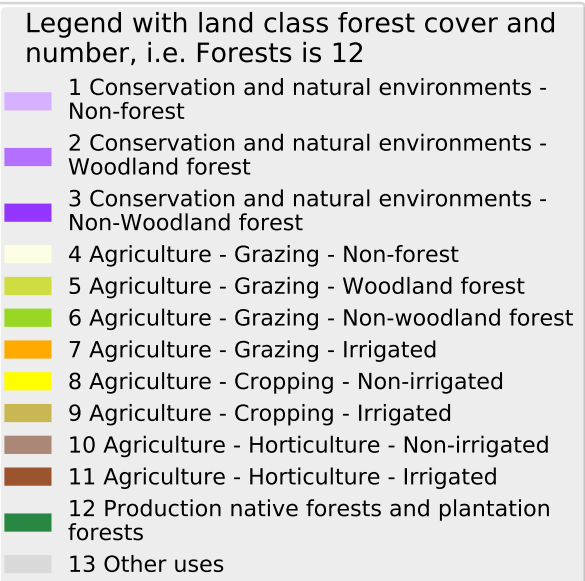 Legend with land class forest cover and
number, i.e. Forests is 12
1 Conservation and natural environments -
Non-forest
2 Conservation and natural environments -
Woodland forest
3 Conservation and natural environments -
Non-Woodland forest
4 Agriculture - Grazing - Non-forest
5 Agriculture - Grazing - Woodland forest
6 Agriculture - Grazing - Non-woodland forest
7 Agriculture - Grazing - Irrigated
8 Agriculture - Cropping - Non-irrigated
9 Agriculture - Cropping - Irrigated
10 Agriculture - Horticulture - Non-irrigated
11 Agriculture - Horticulture - Irrigated
12 Production native forests and plantation
forests
13 Other uses